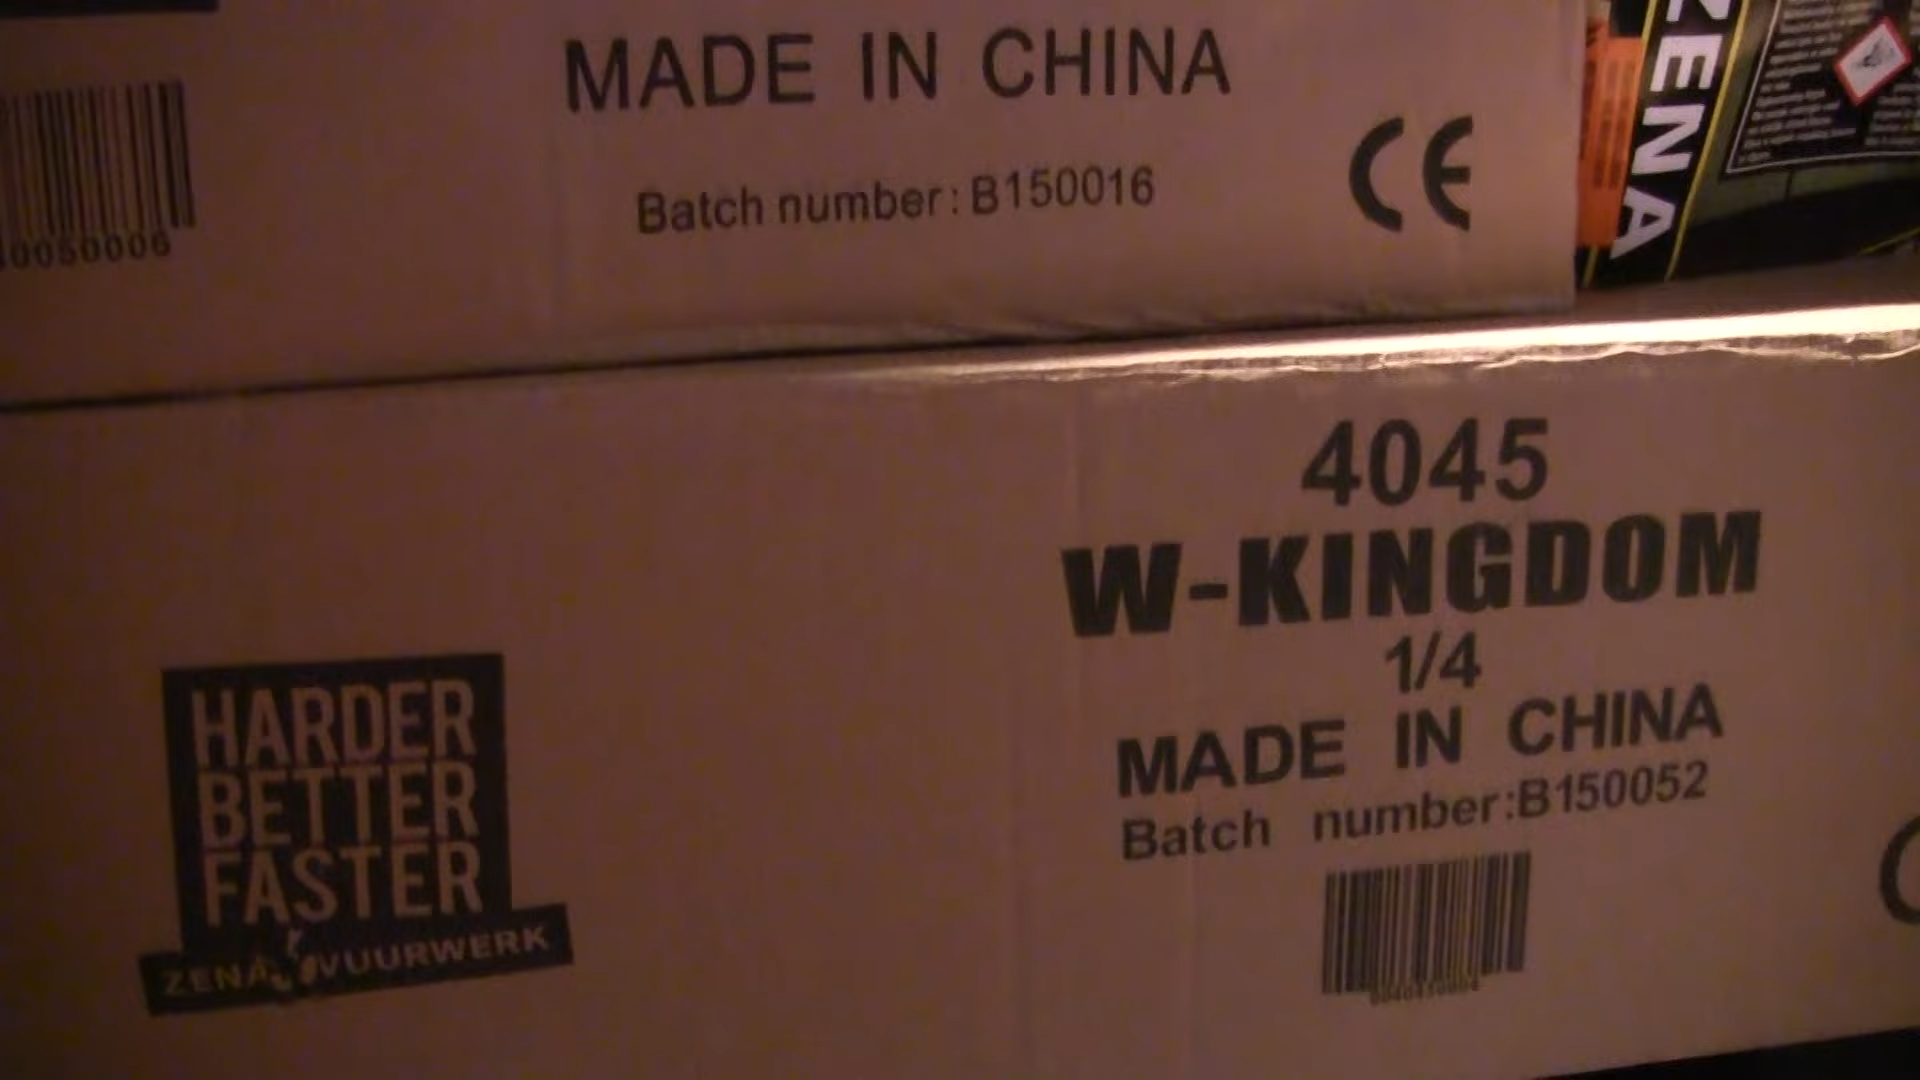 MADE IN CHINA
Batch number: B150016
CE
0050006
ZENA
4045
W-KINGDOM
1/4
MADE IN CHINA
Batch number:B150052
HARDER
BETTER
FASTER
ZENA VUURWERK